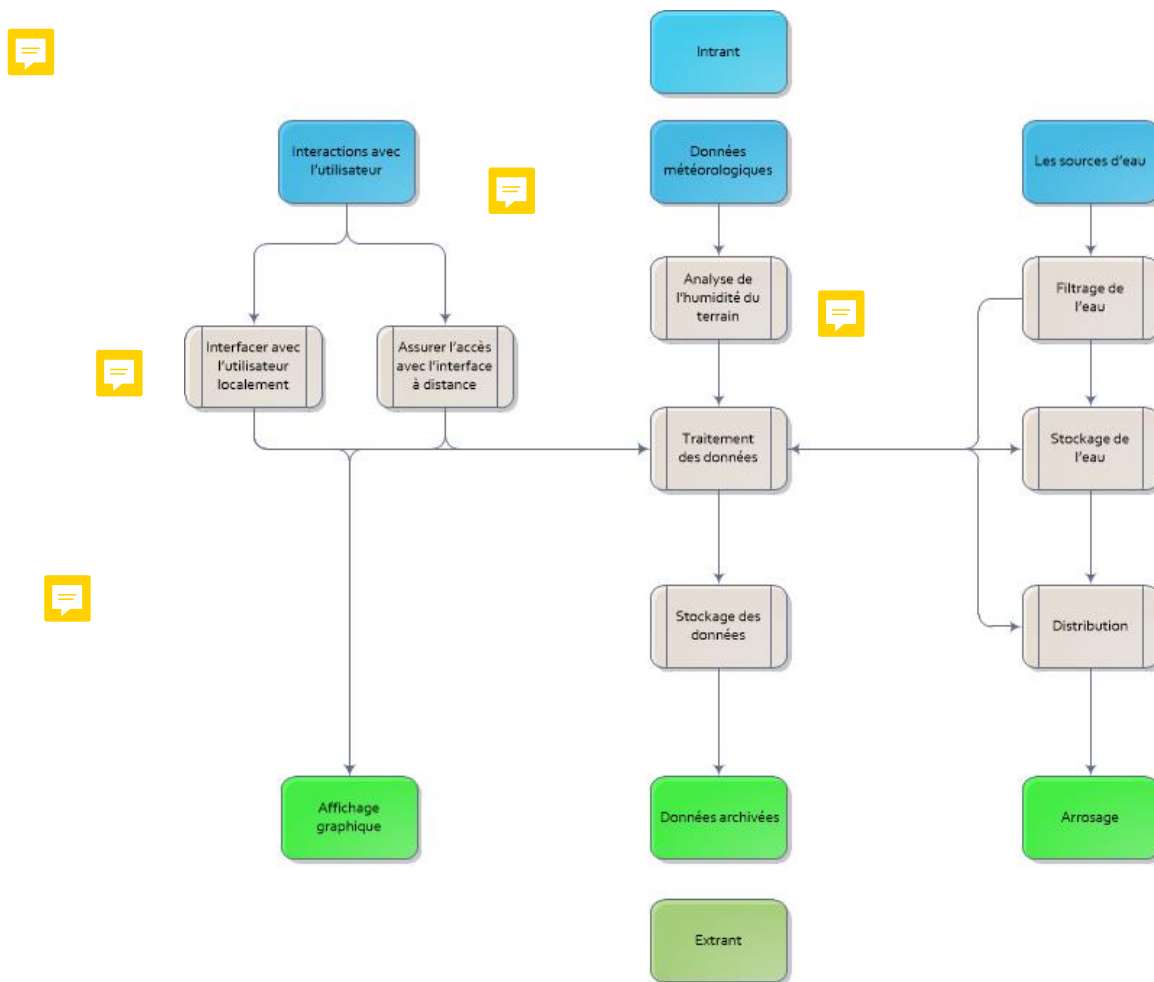 Intrant
Interactions avec
l'utilisateur
Données
météorologiques
Les sources d'eau
Analyse de
l'humidité du
terrain
Filtrage de
l'eau
Interfacer avec
l'utilisateur
localement
Assurer l'accès
avec l'interface
à distance
Traitement
des données
Stockage de
l'eau
Stockage des
données
Distribution
Affichage
graphique
Données archivées
Arrosage
Extrant